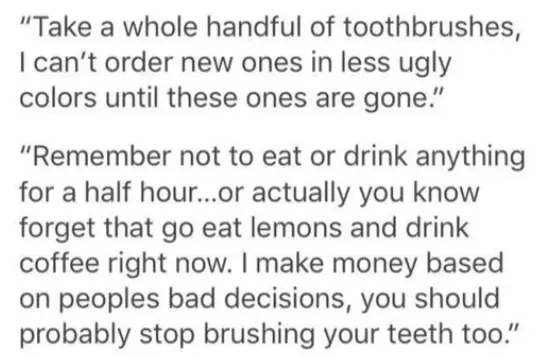 “Take a whole handful of toothbrushes,
I can’t order new ones in less ugly
colors until these ones are gone.”
“Remember not to eat or drink anything
for a half hour...or actually you know
forget that go eat lemons and drink
coffee right now. I make money based
on peoples bad decisions, you should
probably stop brushing your teeth too.”